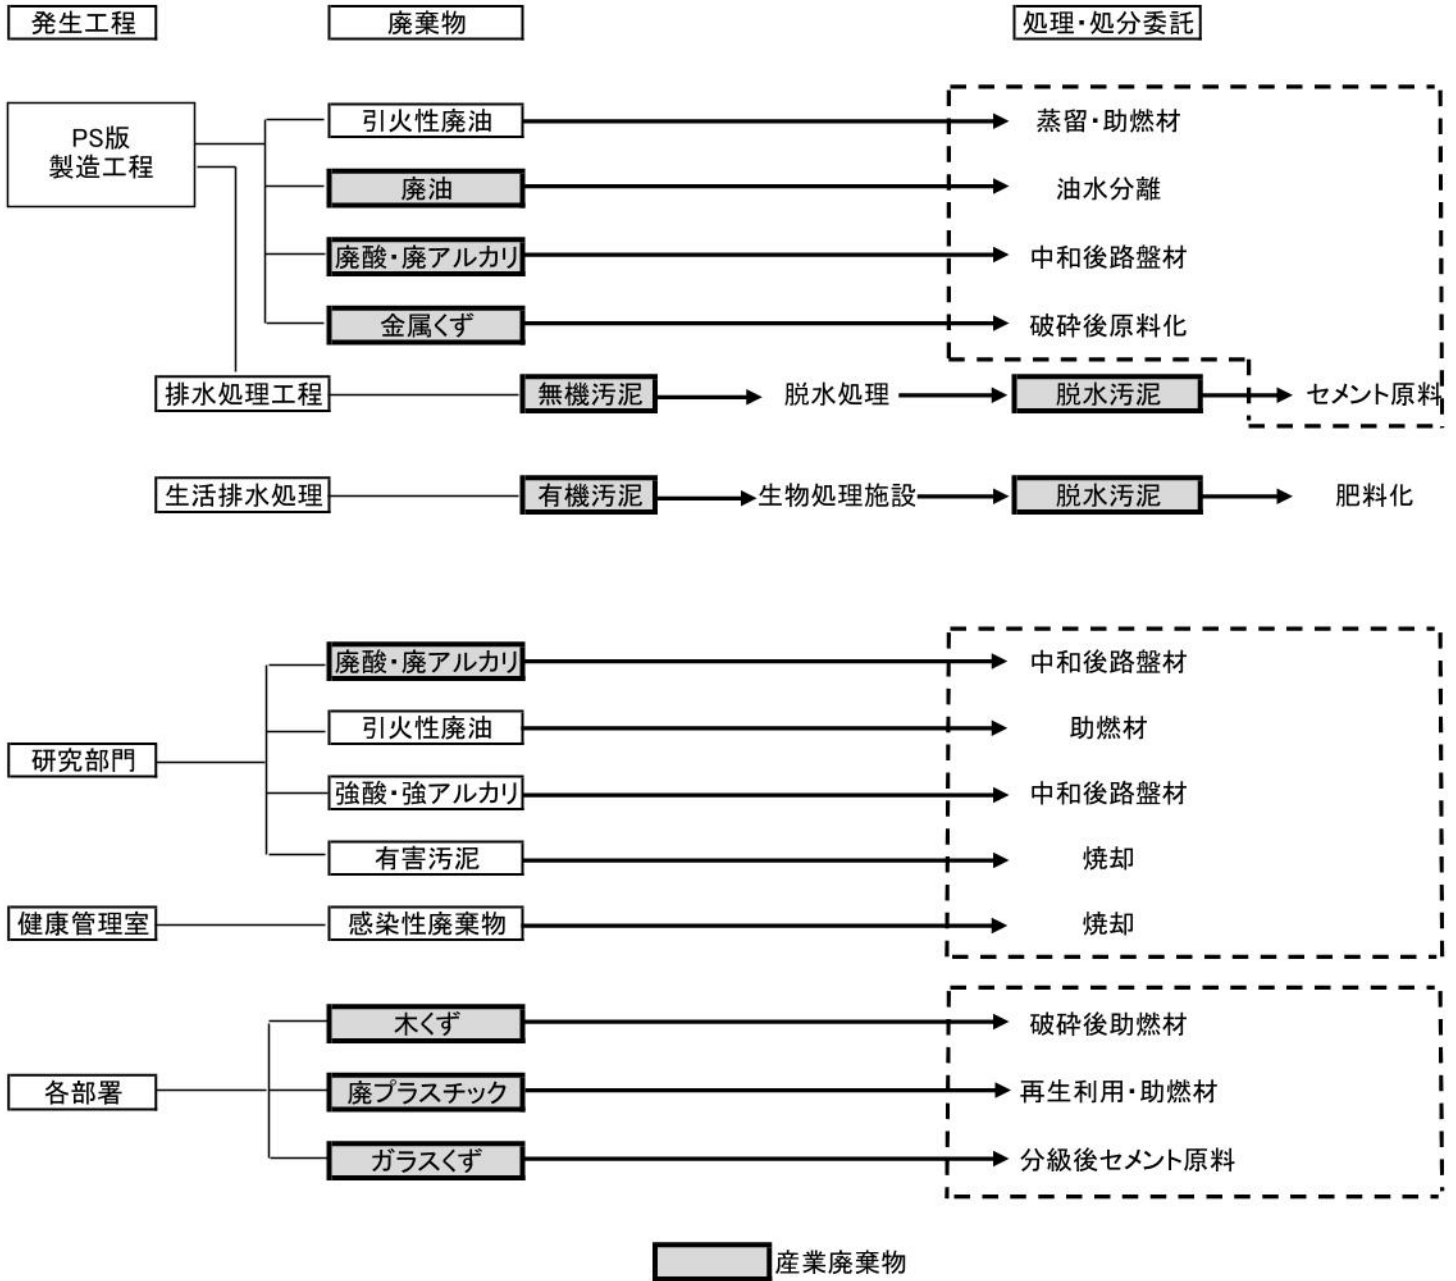 発生工程 廃棄物 処理・処分委託
PS版
製造工程
引火性廃油 蒸留・助燃材
廃油 油水分離
廃酸・廃アルカリ 中和後路盤材
金属くず 破砕後原料化
排水処理工程 無機汚泥 脱水処理 脱水汚泥 セメント原料
生活排水処理 有機汚泥 生物処理施設 脱水汚泥 肥料化
廃酸・廃アルカリ 中和後路盤材
引火性廃油 助燃材
研究部門
強酸・強アルカリ 中和後路盤材
有害汚泥 焼却
健康管理室 感染性廃棄物 焼却
木くず 破砕後助燃材
各部署 廃プラスチック 再生利用・助燃材
ガラスくず 分級後セメント原料
産業廃棄物